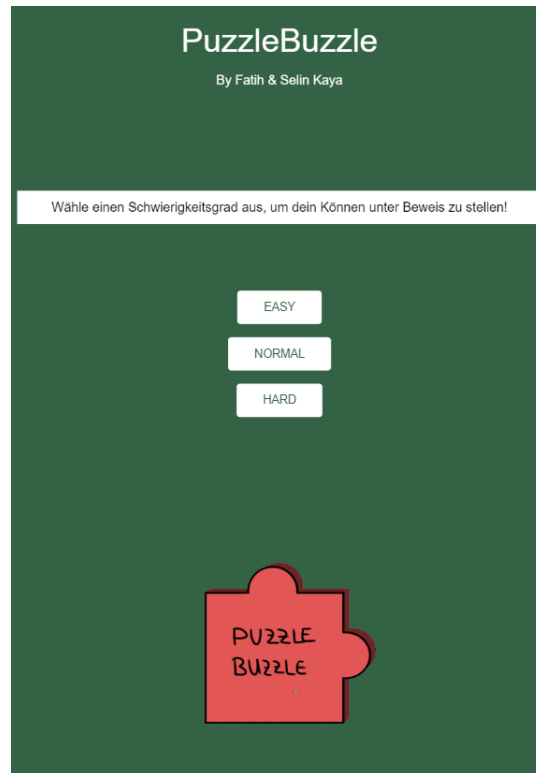 PuzzleBuzzle
By Fatih & Selin Kaya
Wähle einen Schwierigkeitsgrad aus, um dein Können unter Beweis zu stellen!
EASY
NORMAL
HARD
PUZZLE
BUZZLE